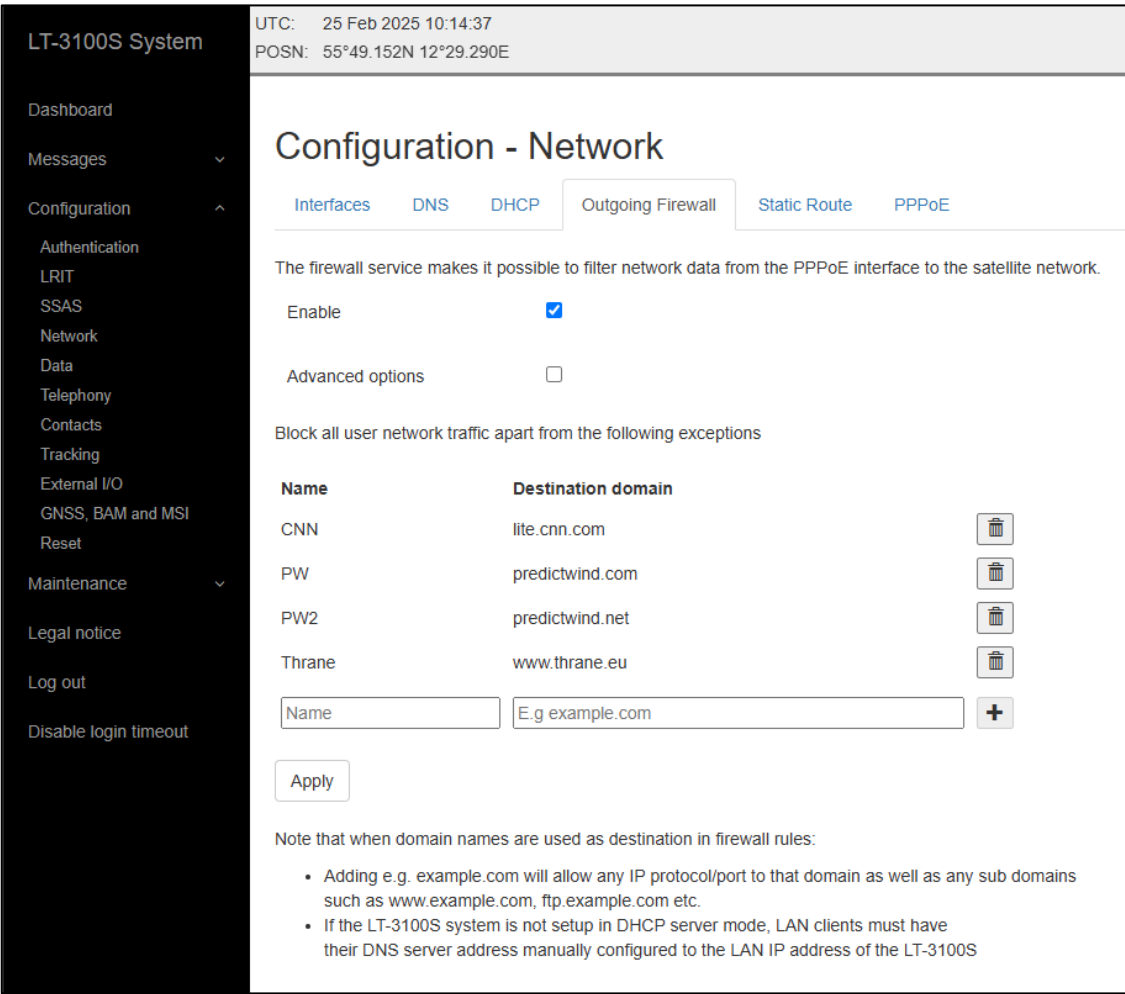 LT-3100S System
UTC: 25 Feb 2025 10:14:37
POSN: 55°49.152N 12°29.290E
Dashboard
Messages
Configuration
Authentication
LRIT
SSAS
Network
Data
Telephony
Contacts
Tracking
External I/O
GNSS, BAM and MSI
Reset
Maintenance
Legal notice
Log out
Disable login timeout
Configuration - Network
Interfaces DNS DHCP Outgoing Firewall Static Route PPPoE
The firewall service makes it possible to filter network data from the PPPoE interface to the satellite network.
Enable
Advanced options
Block all user network traffic apart from the following exceptions
Name Destination domain
CNN lite.cnn.com
PW predictwind.com
PW2 predictwind.net
Thrane www.thrane.eu
Name E.g example.com
Apply
Note that when domain names are used as destination in firewall rules:
• Adding e.g. example.com will allow any IP protocol/port to that domain as well as any sub domains
such as www.example.com, ftp.example.com etc.
• If the LT-3100S system is not setup in DHCP server mode, LAN clients must have
their DNS server address manually configured to the LAN IP address of the LT-3100S